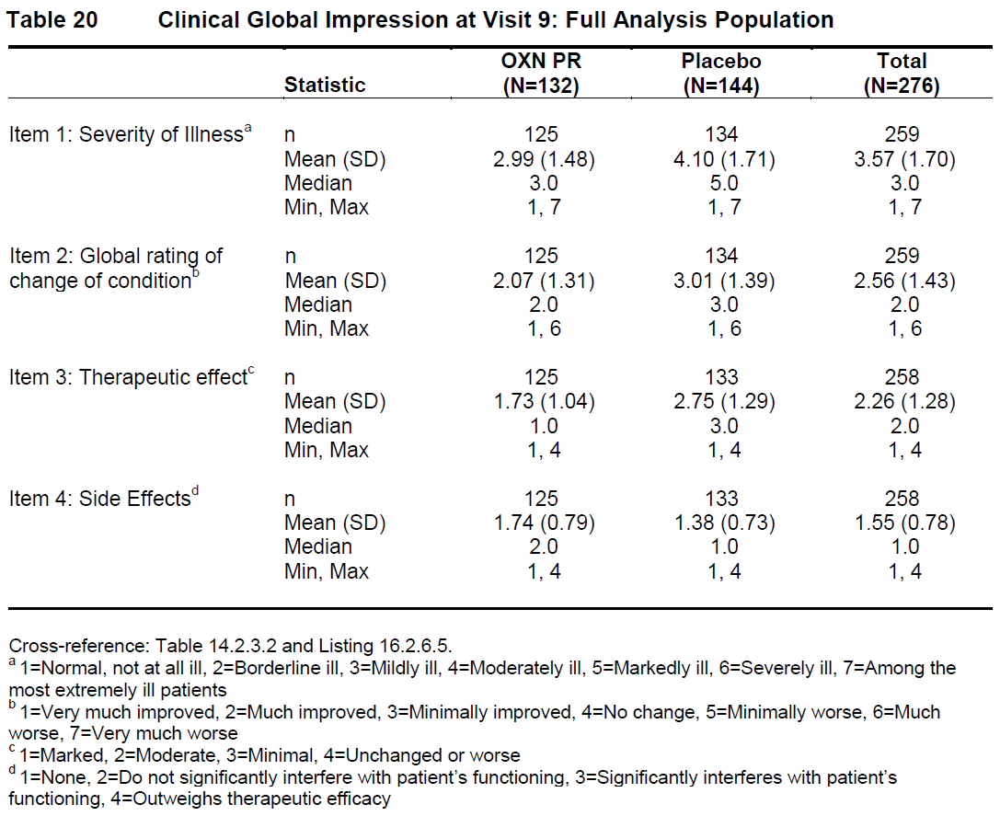 Table 20 Clinical Global Impression at Visit 9: Full Analysis Population
OXN PR Placebo Total
Statistic (N=132) (N=144) (N=276)
Item 1: Severity of Illnessa n 125 134 259
Mean (SD) 2.99 (1.48) 4.10 (1.71) 3.57 (1.70)
Median 3.0 5.0 3.0
Min, Max 1, 7 1, 7 1, 7
Item 2: Global rating of n 125 134 259
change of conditionb Mean (SD) 2.07 (1.31) 3.01 (1.39) 2.56 (1.43)
Median 2.0 3.0 2.0
Min, Max 1, 6 1, 6 1, 6
Item 3: Therapeutic effectc n 125 133 258
Mean (SD) 1.73 (1.04) 2.75 (1.29) 2.26 (1.28)
Median 1.0 3.0 2.0
Min, Max 1, 4 1, 4 1, 4
Item 4: Side Effectsd n 125 133 258
Mean (SD) 1.74 (0.79) 1.38 (0.73) 1.55 (0.78)
Median 2.0 1.0 1.0
Min, Max 1, 4 1, 4 1, 4
Cross-reference: Table 14.2.3.2 and Listing 16.2.6.5.
a 1=Normal, not at all ill, 2=Borderline ill, 3=Mildly ill, 4=Moderately ill, 5=Markedly ill, 6=Severely ill, 7=Among the
most extremely ill patients
b 1=Very much improved, 2=Much improved, 3=Minimally improved, 4=No change, 5=Minimally worse, 6=Much
worse, 7=Very much worse
c 1=Marked, 2=Moderate, 3=Minimal, 4=Unchanged or worse
d 1=None, 2=Do not significantly interfere with patient's functioning, 3=Significantly interferes with patient's
functioning, 4=Outweighs therapeutic efficacy